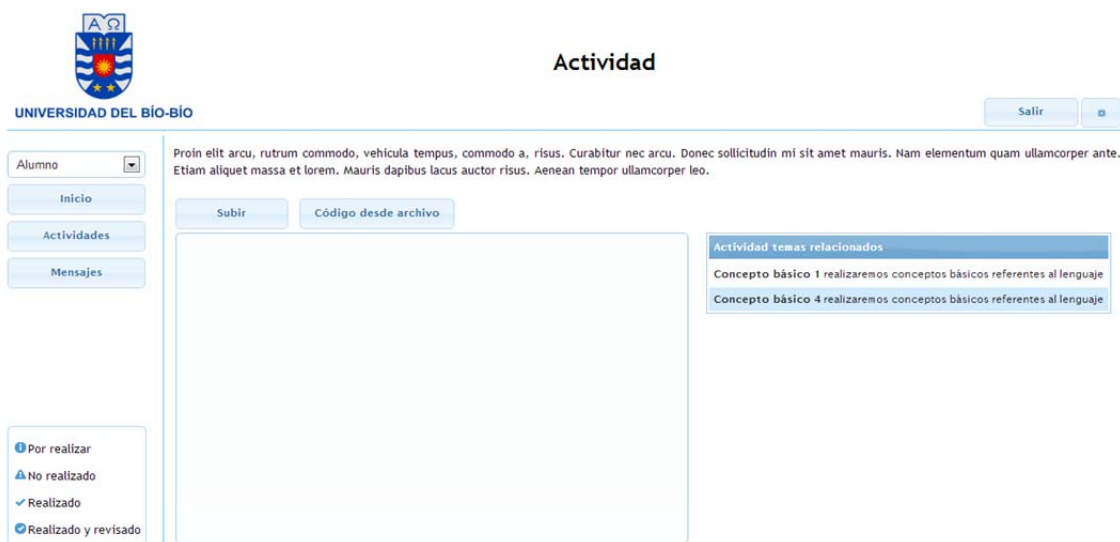 ΑΩ
UNIVERSIDAD DEL BÍO-BÍO
Actividad
Salir
Alumno
Inicio
Actividades
Mensajes
Proin elit arcu, rutrum commodo, vehicula tempus, commodo a, risus. Curabitur nec arcu. Donec sollicitudin mi sit amet mauris. Nam elementum quam ullamcorper ante.
Etiam aliquet massa et lorem. Mauris dapibus lacus auctor risus. Aenean tempor ullamcorper leo.
Subir
Código desde archivo
Actividad temas relacionados
Concepto básico 1 realizaremos conceptos básicos referentes al lenguaje
Concepto básico 4 realizaremos conceptos básicos referentes al lenguaje
Por realizar
No realizado
Realizado
Realizado y revisado